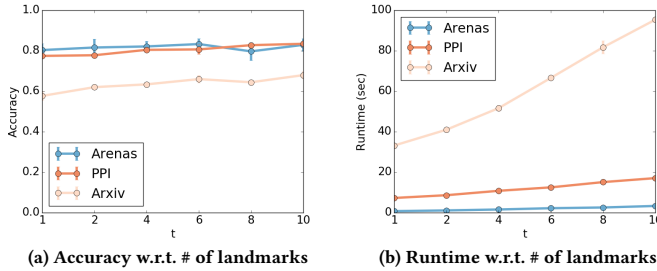 1.0
0.8
0.6
0.4
0.2
0.0
Accuracy
Arenas
PPI
Arxiv
1 2 4 6 8 10
t
(a) Accuracy w.r.t. # of landmarks
100
80
60
40
20
0
Runtime (sec)
Arenas
PPI
Arxiv
1 2 4 6 8 10
t
(b) Runtime w.r.t. # of landmarks